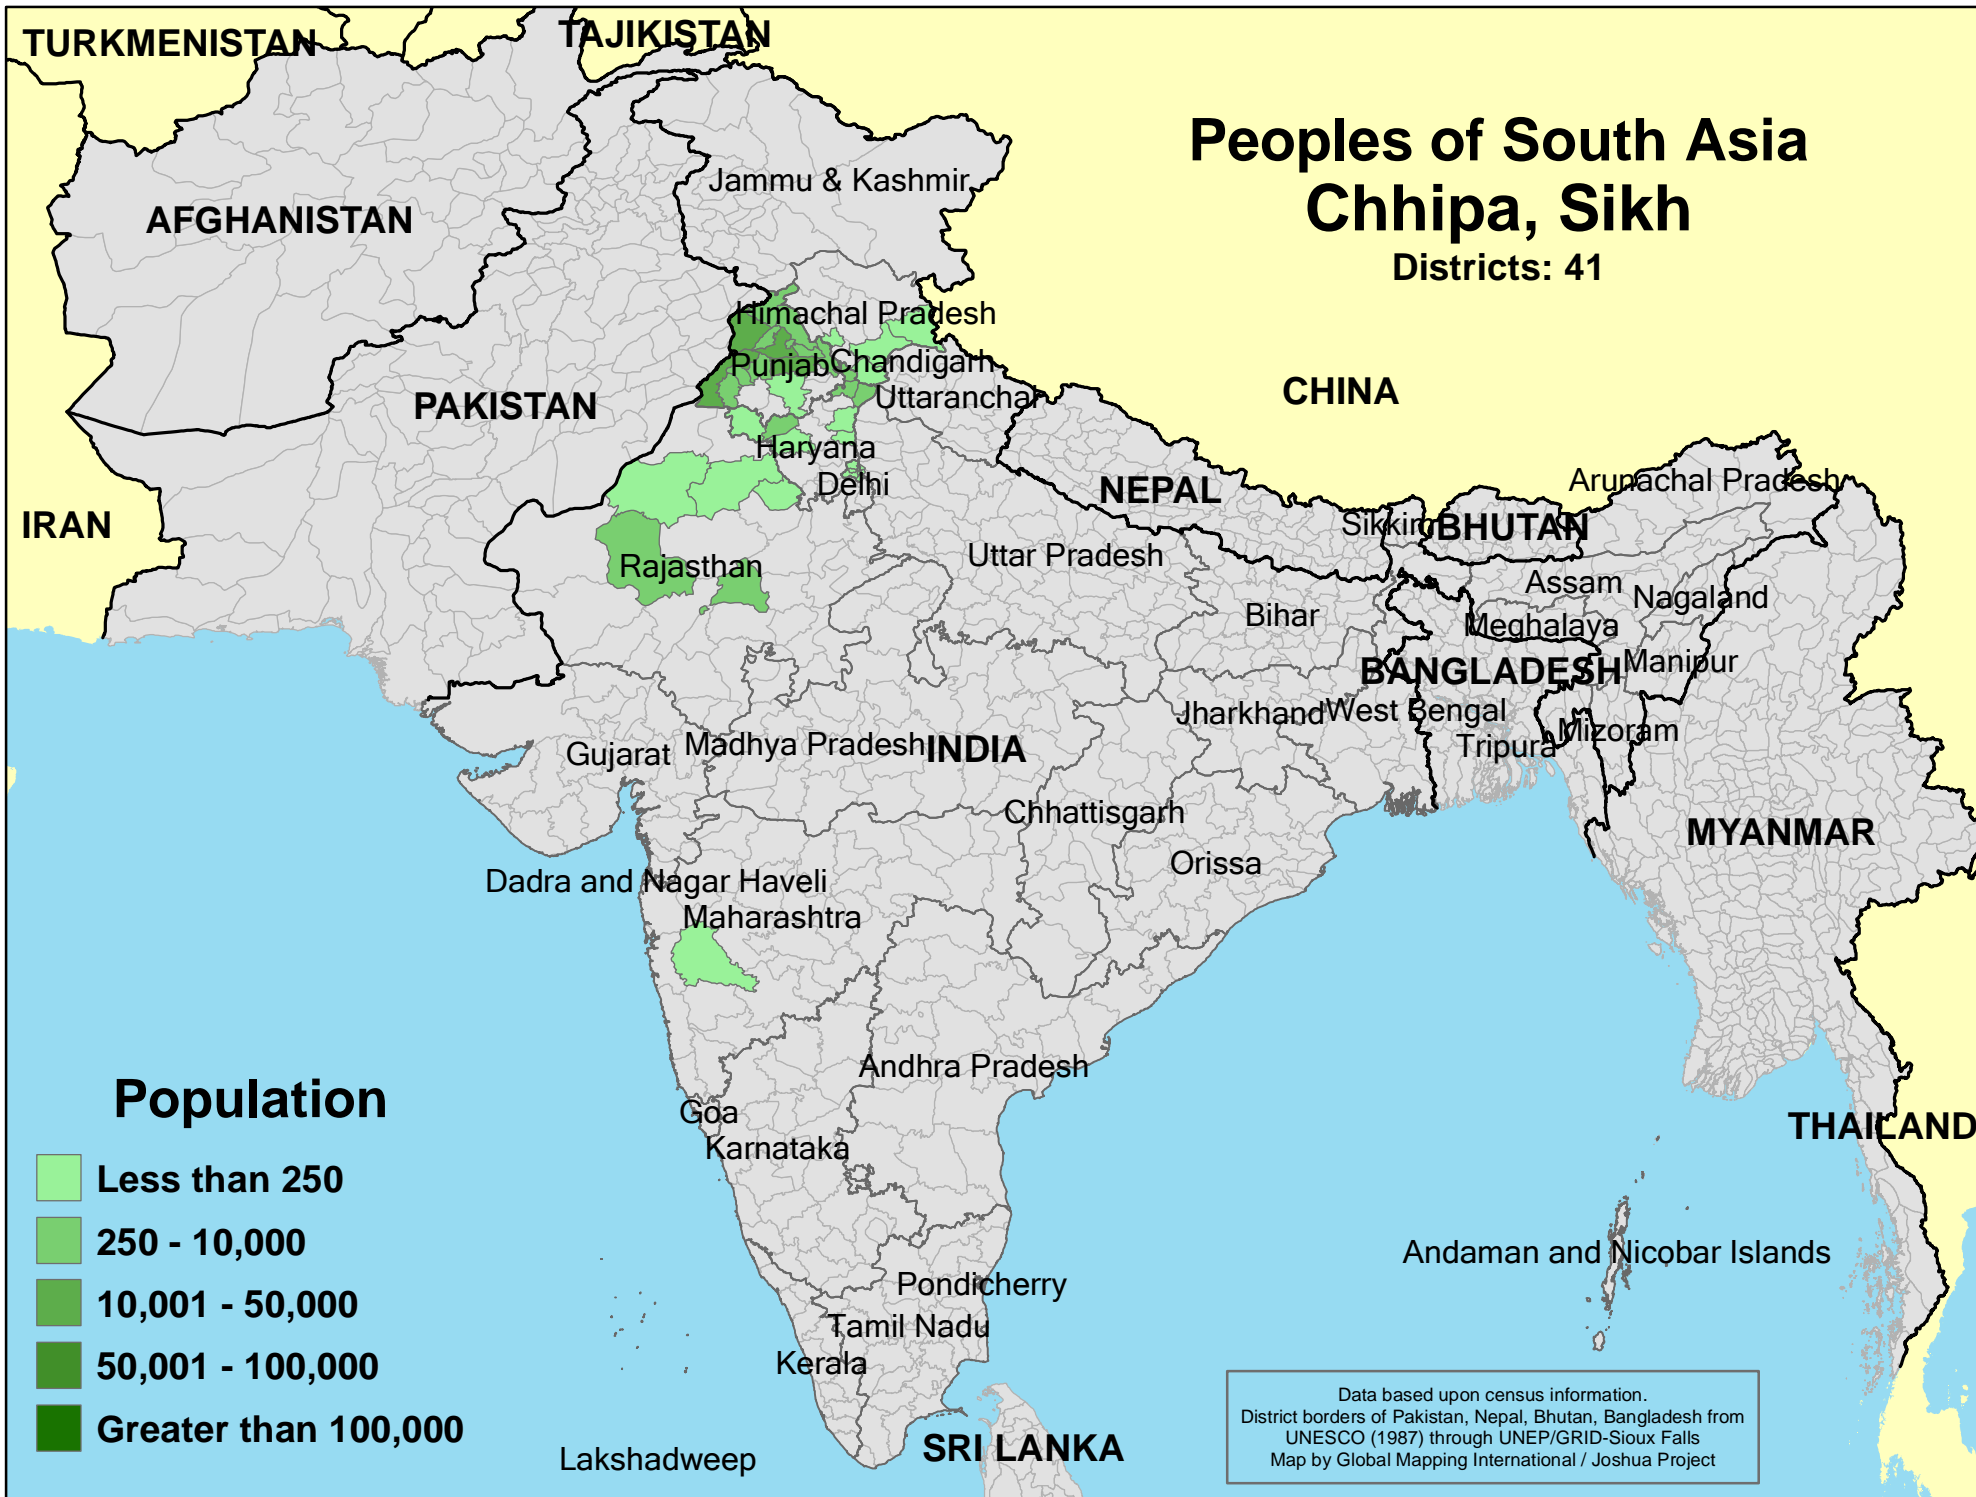 TURKMENISTAN
TAJIKISTAN
Peoples of South Asia
Chhipa, Sikh
Districts: 41
Jammu & Kashmir
AFGHANISTAN
Himachal Pradesh
Punjab
Chandigarh
CHINA
Uttaranchal
PAKISTAN
Haryana
Delhi
NEPAL
Arunachal Pradesh
IRAN
Sikkim
BHUTAN
Uttar Pradesh
Rajasthan
Assam
Nagaland
Bihar
Meghalaya
BANGLADESH
Manipur
Jharkhand
West Bengal
Mizoram
Tripura
Gujarat
Madhya Pradesh
INDIA
Chhattisgarh
MYANMAR
Orissa
Dadra and Nagar Haveli
Maharashtra
Andhra Pradesh
Goa
Karnataka
THAILAND
Population
Less than 250
250 - 10,000
10,001 - 50,000
50,001 - 100,000
Greater than 100,000
Andaman and Nicobar Islands
Pondicherry
Tamil Nadu
Kerala
Lakshadweep
SRI LANKA
Data based upon census information.
District borders of Pakistan, Nepal, Bhutan, Bangladesh from
UNESCO (1987) through UNEP/GRID-Sioux Falls
Map by Global Mapping International / Joshua Project